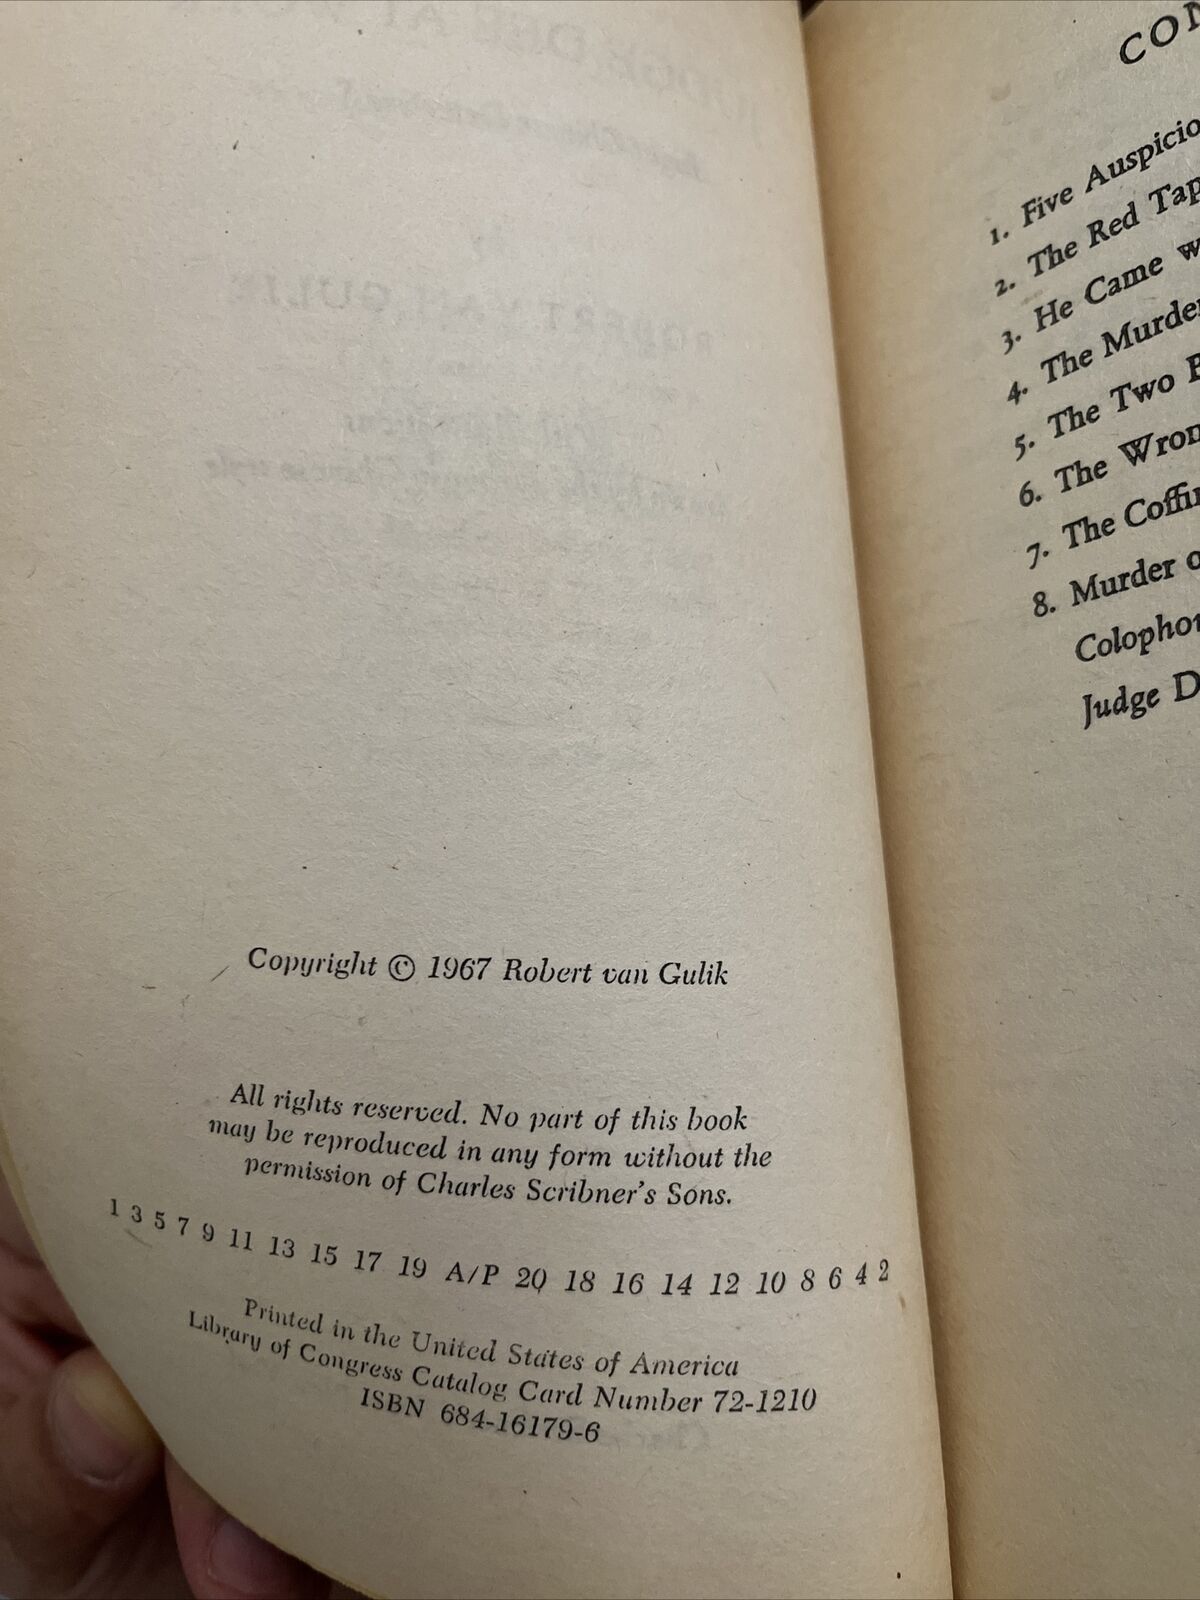 Copyright © 1967 Robert van Gulik
All rights reserved. No part of this book
may be reproduced in any form without the
permission of Charles Scribner's Sons.
1 3 5 7 9 11 13 15 17 19 A/P 20 18 16 14 12 10 8 6 4 2
Printed in the United States of America
Library of Congress Catalog Card Number 72-1210
ISBN 684-16179-6
CON
1. Five Auspicio
2. The Red Tap
3. He Came w
4. The Murder
5. The Two
6. The Wron
7. The Coffin
8. Murder o
Colophon
Judge D